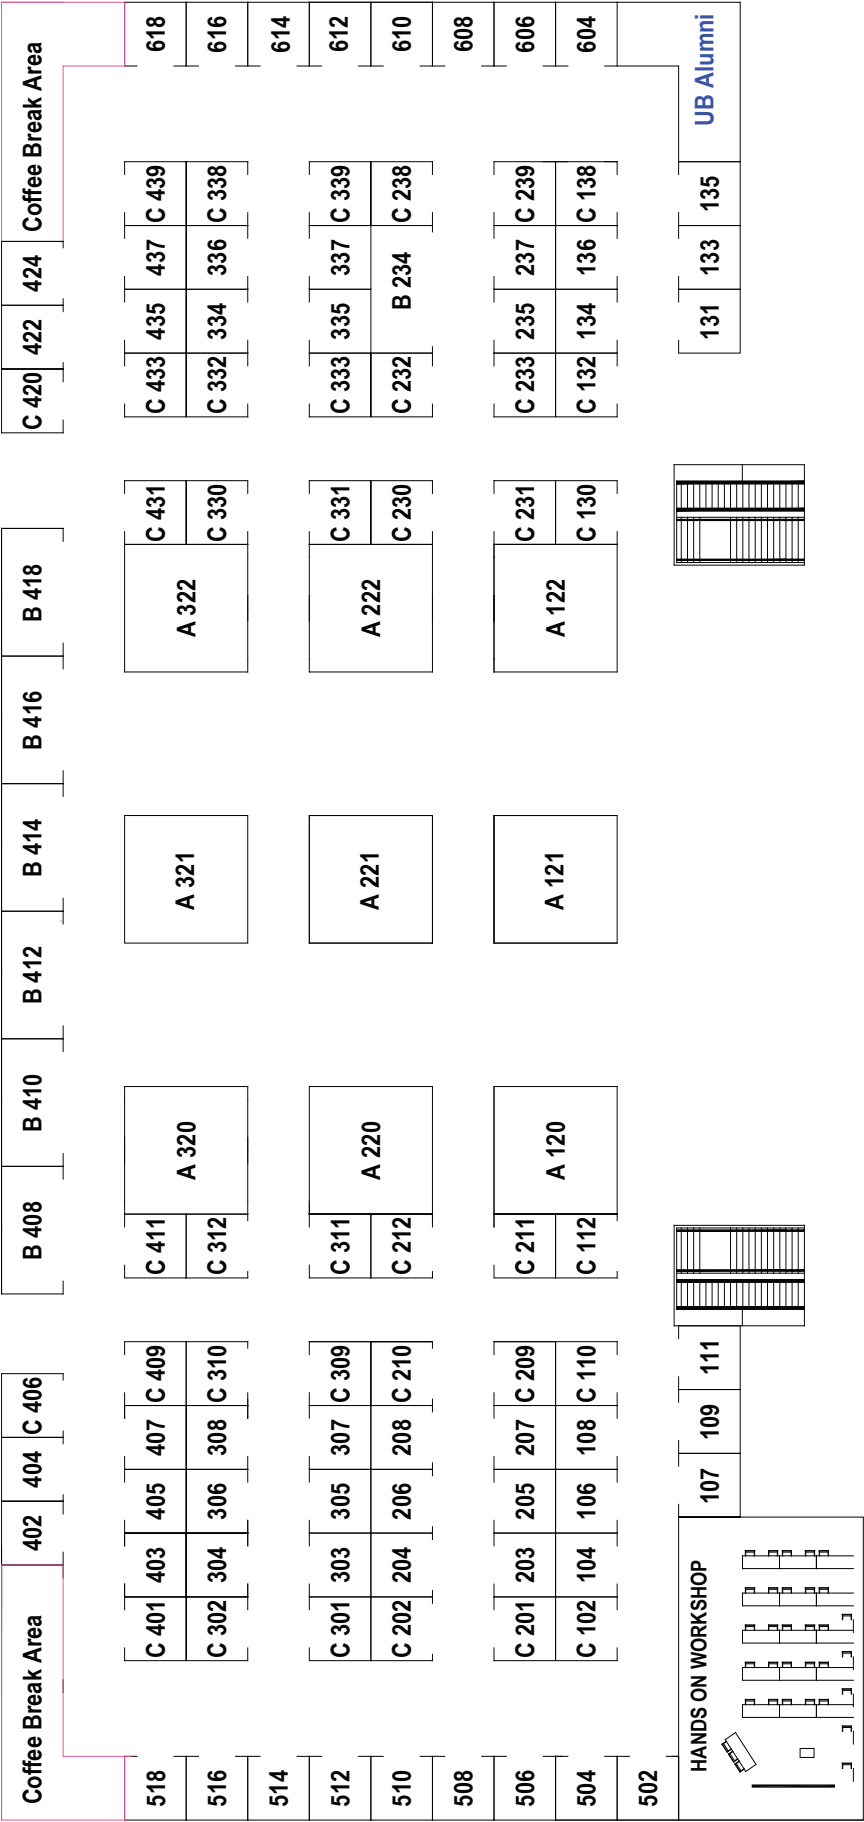 Coffee Break Area 402 404 C 406 B 408 B 410 B 412 B 414 B 416 B 418 C 420 422 424 Coffee Break Area
518 C 401 403 405 407 C 409 C 411 C 431 C 433 435 437 C 439 618
A 320 A 321 A 322
516 C 302 304 306 308 C 310 C 312 C 330 C 332 334 336 C 338 616
514 614
512 C 301 303 305 307 C 309 C 311 C 331 C 333 335 337 C 339 612
A 220 A 221 A 222
510 C 202 204 206 208 C 210 C 212 C 230 C 232 B 234 C 238 610
508 608
506 C 201 203 205 207 C 209 C 211 C 231 C 233 235 237 C 239 606
A 120 A 121 A 122
504 C 102 104 106 108 C 110 C 112 C 130 C 132 134 136 C 138 604
502
HANDS ON WORKSHOP 107 109 111 131 133 135 UB Alumni